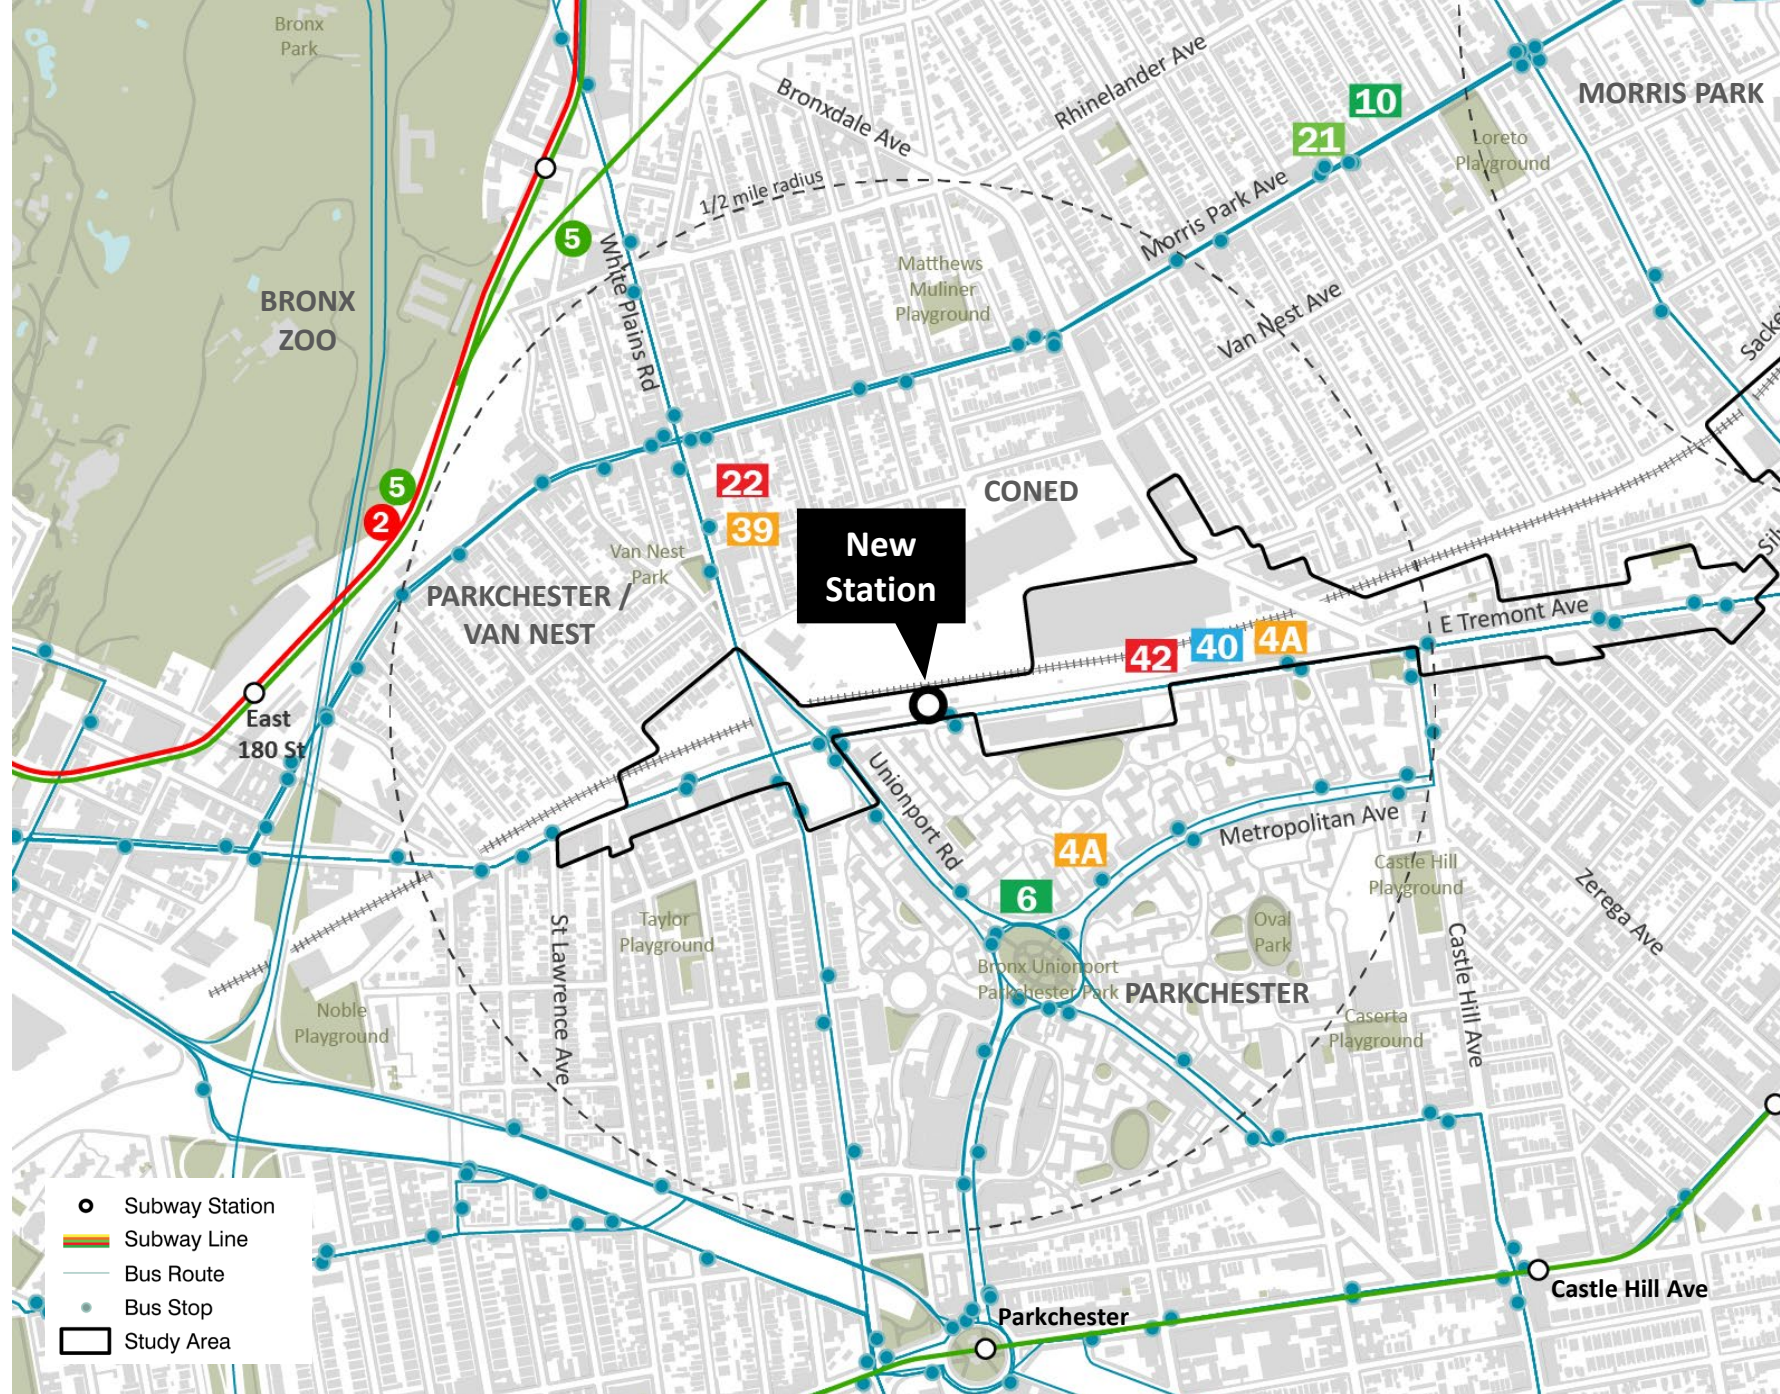 Bronx
Park
Bronxdale Ave
Rhinelander Ave
10
21
MORRIS PARK
Loreto
Playground
1/2 mile radius
Morris Park Ave
5
White Plains Rd
Matthews
Muliner
Playground
BRONX
ZOO
Van Nest Ave
5
2
22
39
CONED
New
Station
Van Nest
Park
PARKCHESTER /
VAN NEST
42
40
4A
E Tremont Ave
East
180 St
Unionport Rd
4A
Metropolitan Ave
6
Castle Hill
Playground
Zerega Ave
St Lawrence Ave
Taylor
Playground
Oval
Park
Castle Hill Ave
Bronx Unionport
Parkchester Park
PARKCHESTER
Noble
Playground
Caserta
Playground
Subway Station
Subway Line
Bus Route
Bus Stop
Study Area
Parkchester
Castle Hill Ave